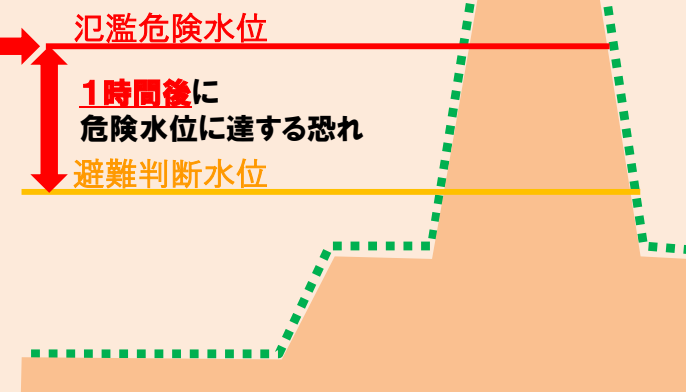 氾濫危険水位
１時間後に
危険水位に達する恐れ
避難判断水位